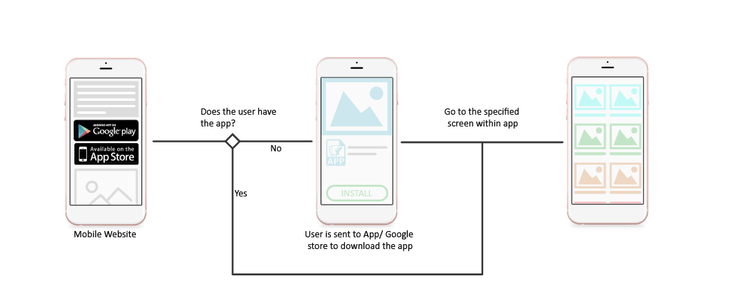 ANDROID APP ON
Google play
Available on the
App Store
Mobile Website
Does the user have
the app?
No
Yes
APP
INSTALL
User is sent to App/ Google
store to download the app
Go to the specified
screen within app